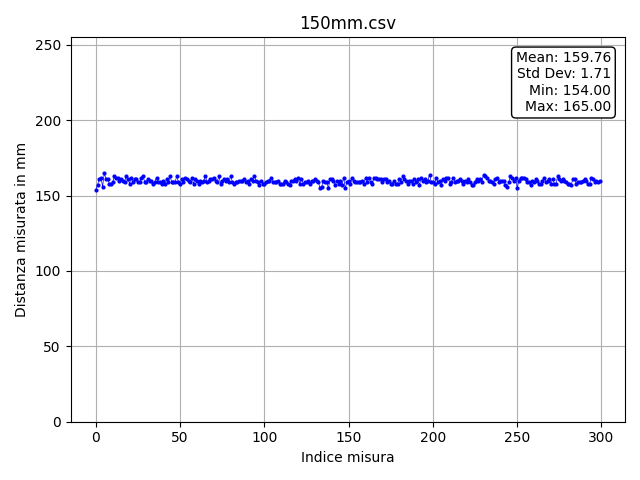 150mm.csv
Mean: 159.76
Std Dev: 1.71
Min: 154.00
Max: 165.00
Distanza misurata in mm
250
200
150
100
50
0
0 50 100 150 200 250 300
Indice misura